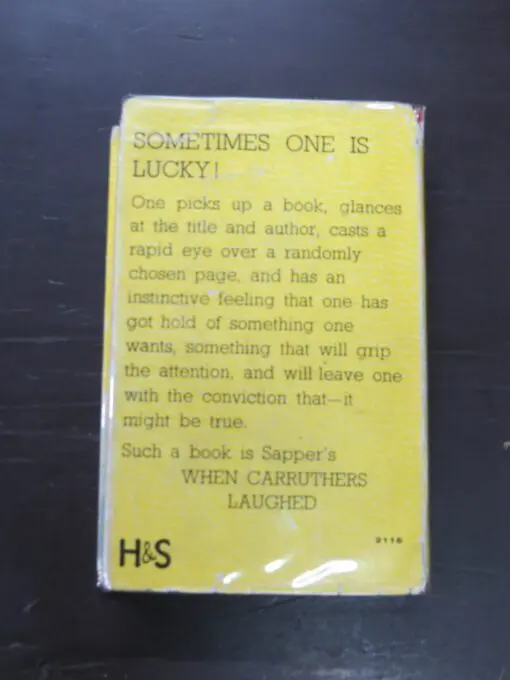 SOMETIMES ONE IS
LUCKY!
One picks up a book, glances
at the title and author, casts a
rapid eye over a randomly
chosen page, and has an
instinctive feeling that one has
got hold of something one
wants, something that will grip
the attention, and will leave one
with the conviction that—it
might be true.
Such a book is Sapper's
WHEN CARRUTHERS
LAUGHED
H&S